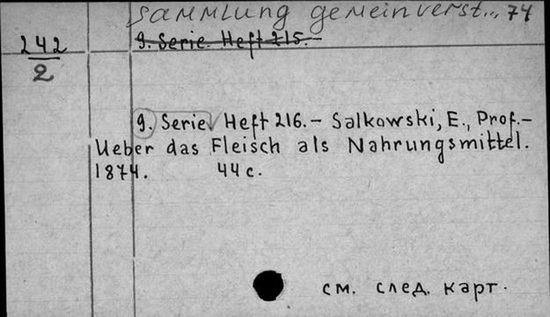 Sammlung gemeinverst.., 74
242
2
9. Serie. Heft 215.-
9. Serie Heft 216.- Salkowski, E., Prof.-
Ueber das Fleisch als Nahrungsmittel.
1874. 44 с.
см. след. карт.